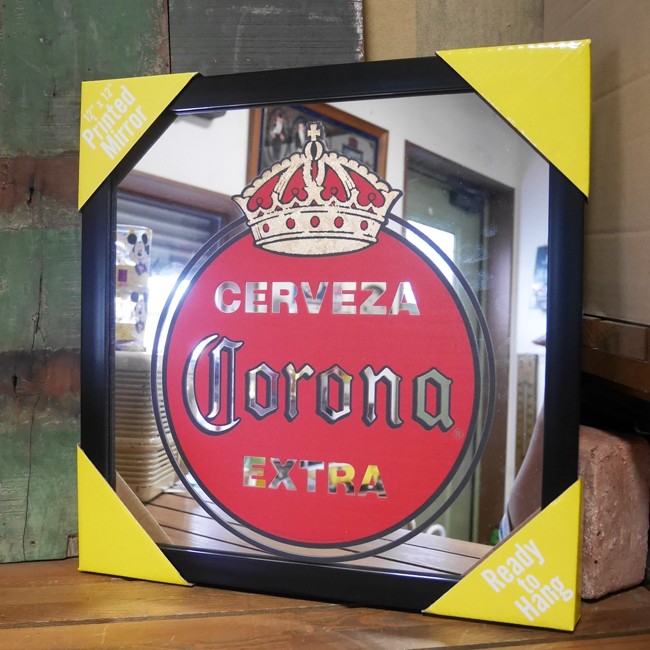 12" x 12"
Printed
Mirror
CERVEZA
Corona
®
EXTRA
Ready
to
Hang